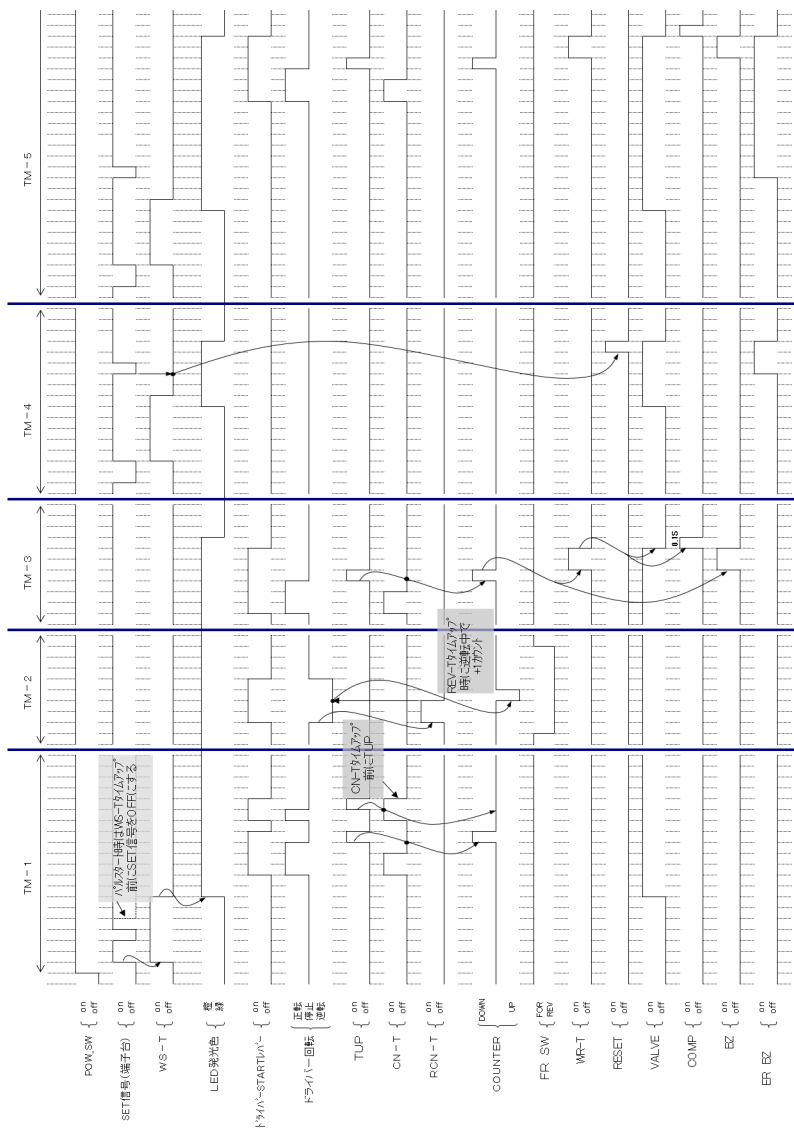 TM-1
TM-2
TM-3
TM-4
TM-5
POW_SW
on
off
SET信号(端子台)
on
off
WS-T
on
off
LED発光色
橙
緑
ドライバーSTARTレバー
on
off
ドライバー回転
正転
停止
逆転
TUP
on
off
CN-T
on
off
RCN-T
on
off
COUNTER
DOWN
UP
FR SW
FOR
REV
WR-T
on
off
RESET
on
off
VALVE
on
off
COMP
on
off
BZ
on
off
ER BZ
on
off
パルスタート時はWS-Tタイムアップ
前にSET信号をOFFにする
CN-Tタイムアップ
前にTUP
REV-Tタイムアップ
時に逆転中で
+1カウント
0.1S